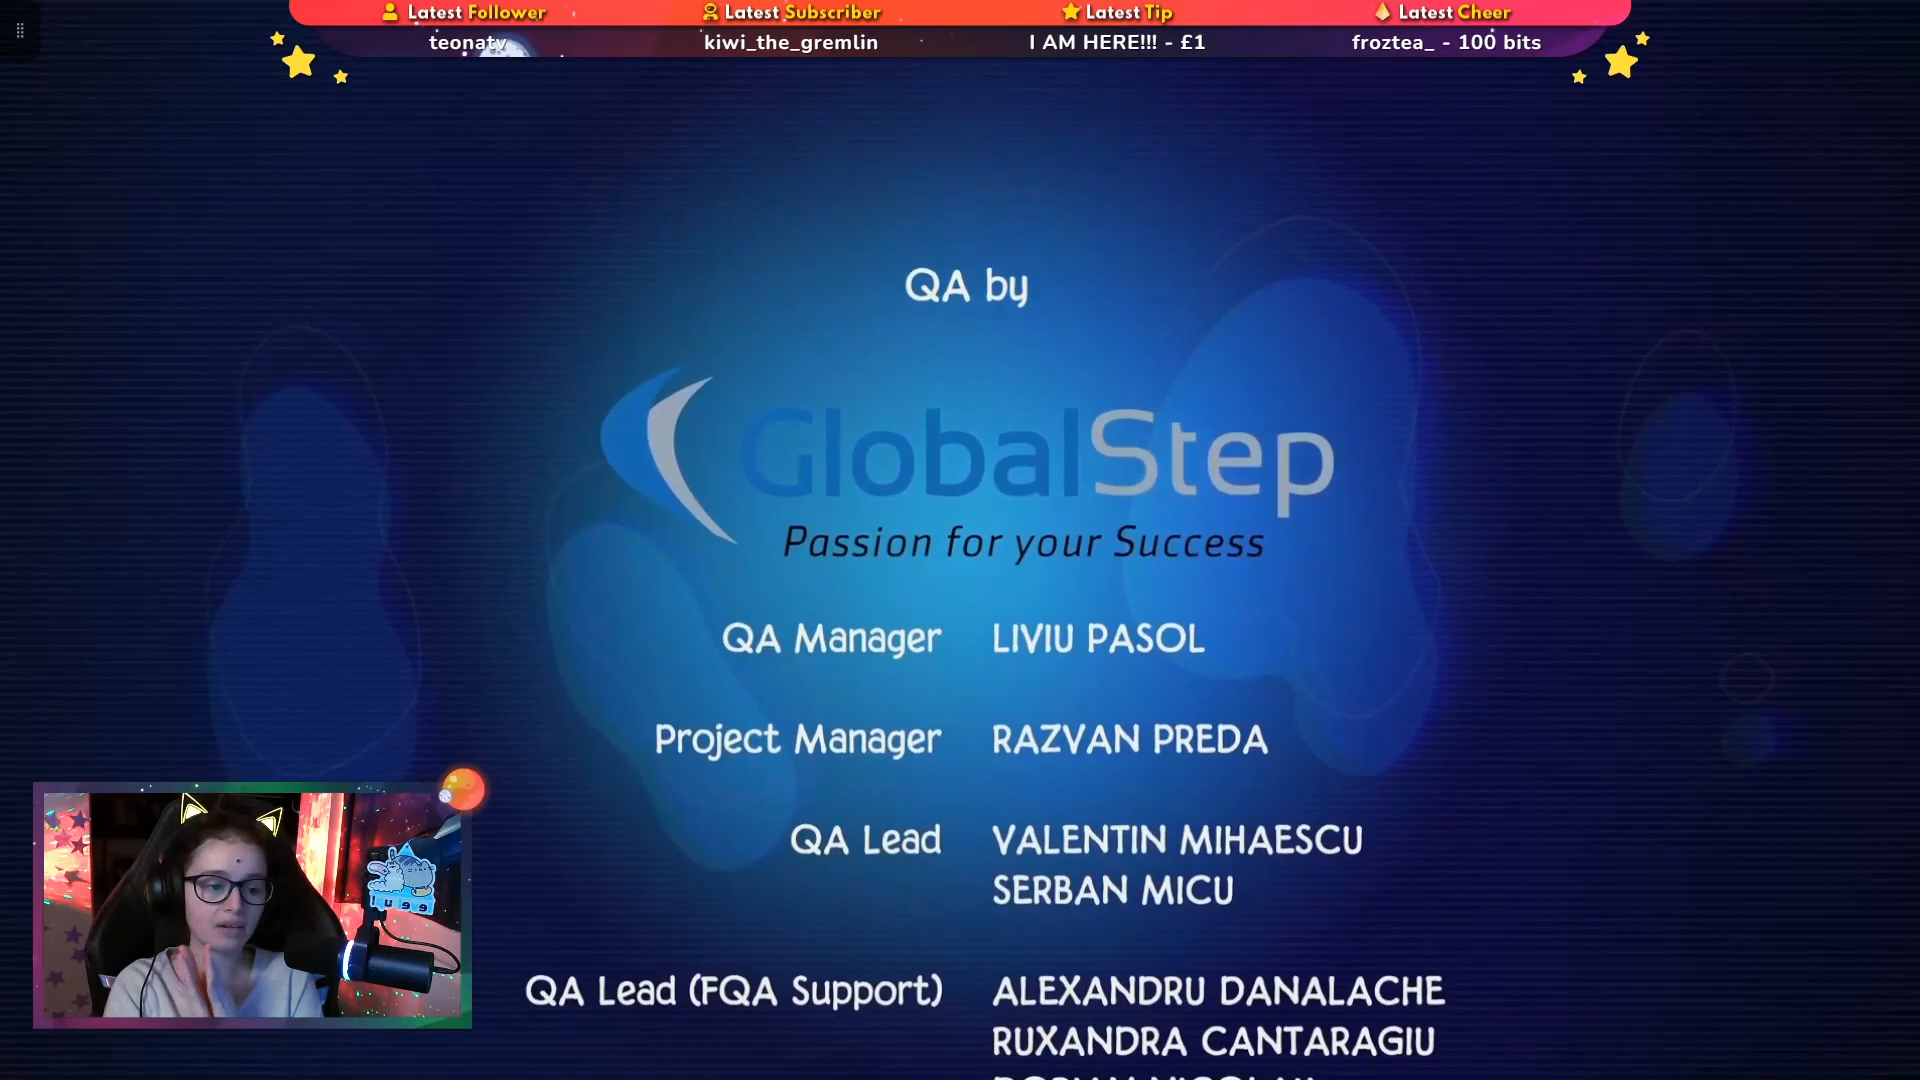 Latest Follower
teonatv
Latest Subscriber
kiwi_the_gremlin
Latest Tip
I AM HERE!!! - £1
Latest Cheer
froztea_ - 100 bits
QA by
GlobalStep
Passion for your Success
QA Manager LIVIU PASOL
Project Manager RAZVAN PREDA
QA Lead VALENTIN MIHAESCU
SERBAN MICU
QA Lead (FQA Support) ALEXANDRU DANALACHE
RUXANDRA CANTARAGIU